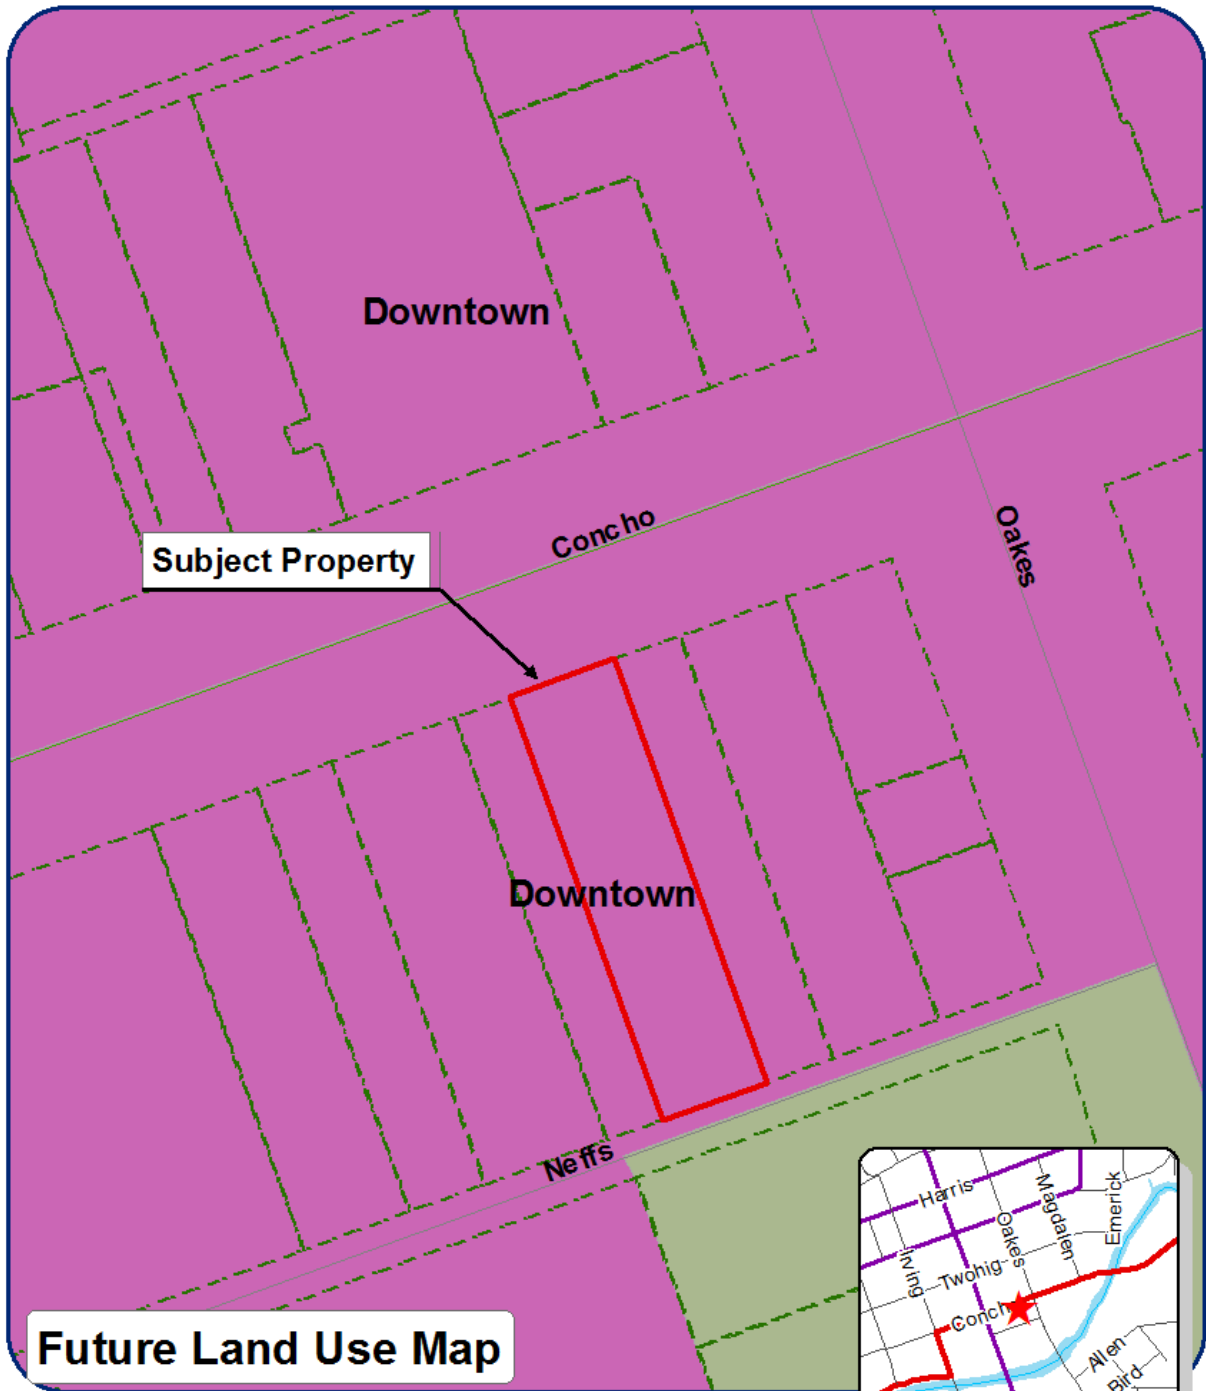 Downtown
Concho
Oakes
Subject Property
Downtown
Neffs
Future Land Use Map
Harris
Magdalen
Emerick
Oakes
Irving
Twohig
Conch
Allen
Bird